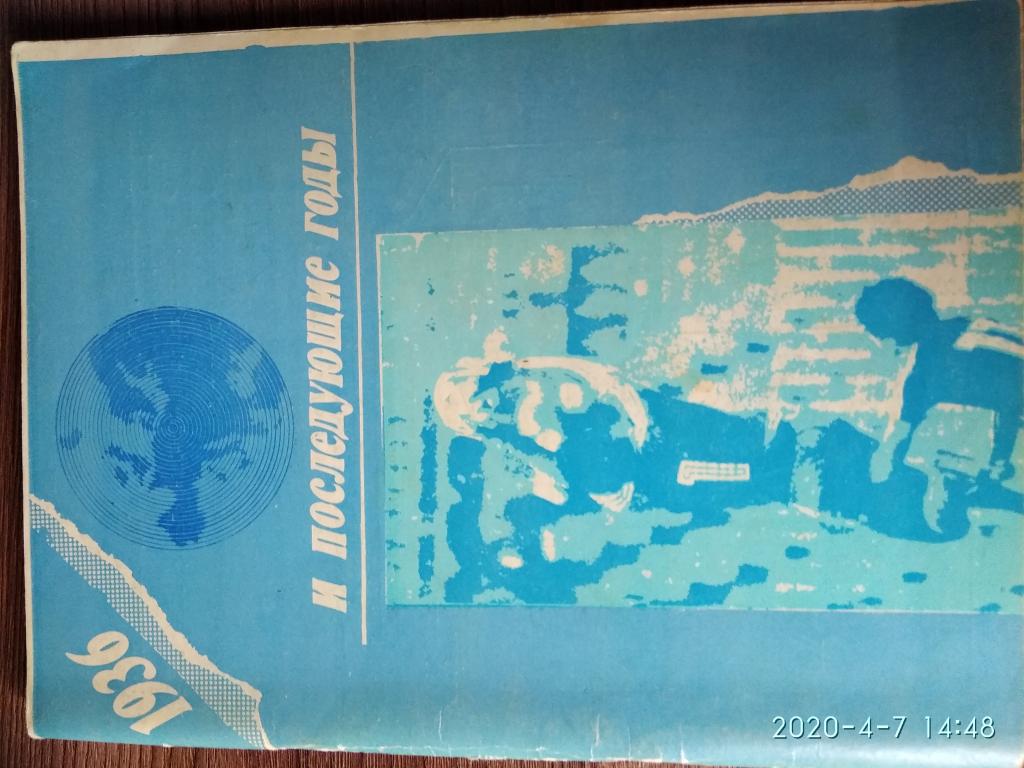 1936
и последующие годы
2020-4-7 14:48